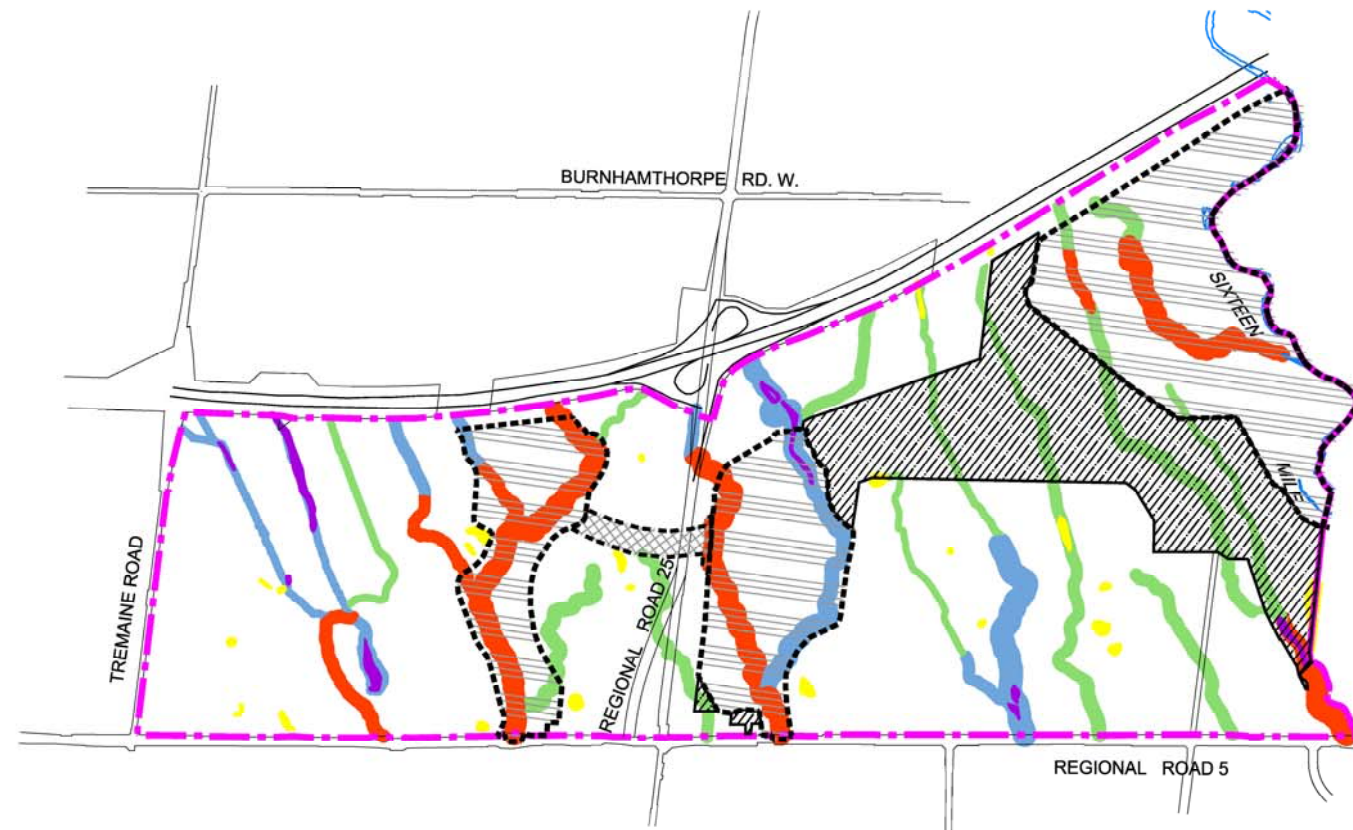 BURNHAMTHORPE RD. W.
SIXTEEN
MILE
TREMAINE ROAD
REGIONAL ROAD 25
REGIONAL ROAD 5